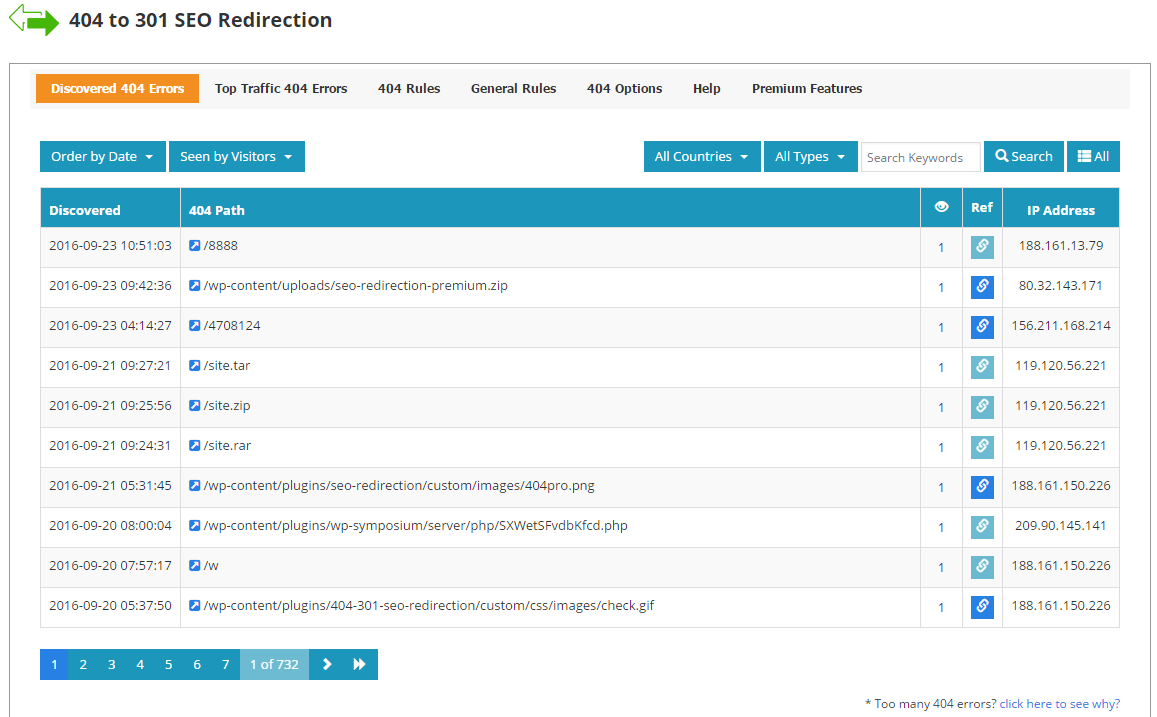 404 to 301 SEO Redirection
Discovered 404 Errors Top Traffic 404 Errors 404 Rules General Rules 404 Options Help Premium Features
Order by Date Seen by Visitors All Countries All Types Search Keywords Search All
Discovered 404 Path Ref IP Address
2016-09-23 10:51:03 /8888 1 188.161.13.79
2016-09-23 09:42:36 /wp-content/uploads/seo-redirection-premium.zip 1 80.32.143.171
2016-09-23 04:14:27 /4708124 1 156.211.168.214
2016-09-21 09:27:21 /site.tar 1 119.120.56.221
2016-09-21 09:25:56 /site.zip 1 119.120.56.221
2016-09-21 09:24:31 /site.rar 1 119.120.56.221
2016-09-21 05:31:45 /wp-content/plugins/seo-redirection/custom/images/404pro.png 1 188.161.150.226
2016-09-20 08:00:04 /wp-content/plugins/wp-symposium/server/php/SXWetSFvdbKfcd.php 1 209.90.145.141
2016-09-20 07:57:17 /w 1 188.161.150.226
2016-09-20 05:37:50 /wp-content/plugins/404-301-seo-redirection/custom/css/images/check.gif 1 188.161.150.226
1 2 3 4 5 6 7 1 of 732
* Too many 404 errors? click here to see why?